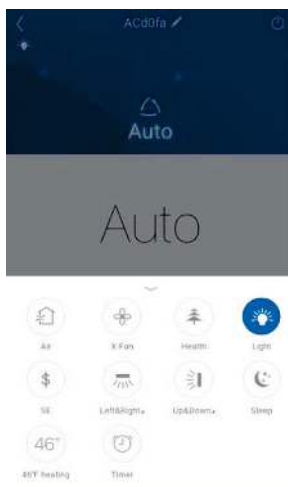 ACd0fa
Auto
Auto
Air
X Fan
Health
Light
$
SE
Left&Right
Up&Down
Sleep
46°
46°F heating
Timer